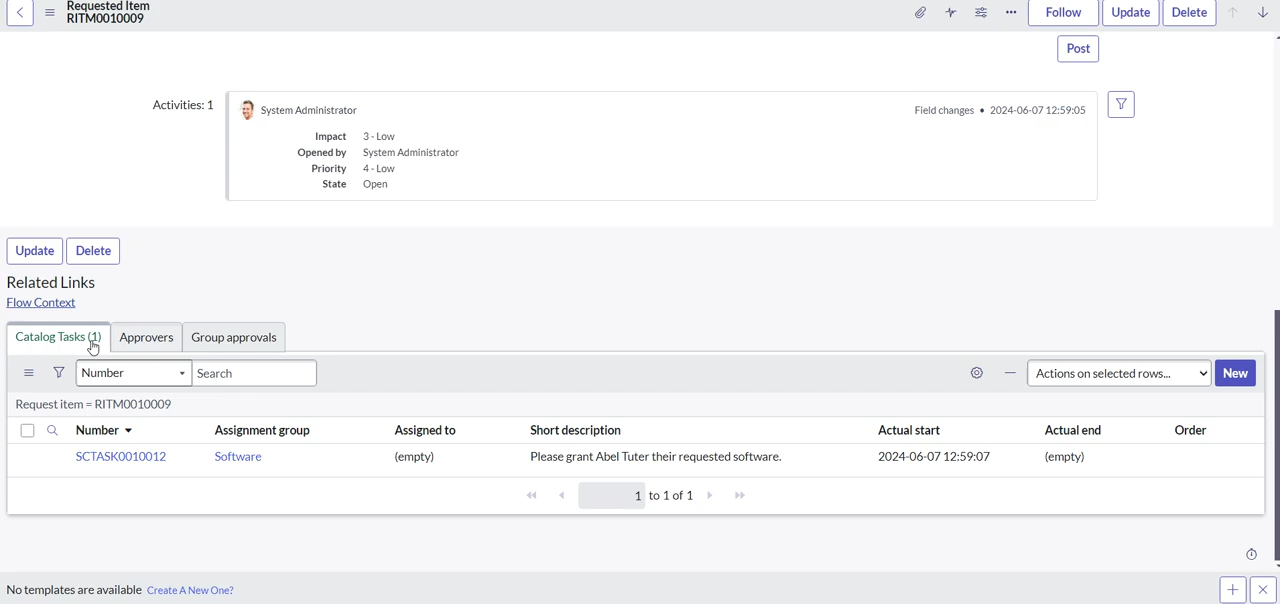 Requested Item
RITM0010009
Follow Update Delete
Post
Activities: 1
System Administrator Field changes • 2024-06-07 12:59:05
Impact 3 - Low
Opened by System Administrator
Priority 4 - Low
State Open
Update Delete
Related Links
Flow Context
Catalog Tasks (1) Approvers Group approvals
Number Search Actions on selected rows... New
Request item = RITM0010009
Number Assignment group Assigned to Short description Actual start Actual end Order
SCTASK0010012 Software (empty) Please grant Abel Tuter their requested software. 2024-06-07 12:59:07 (empty)
1 to 1 of 1
No templates are available Create A New One?